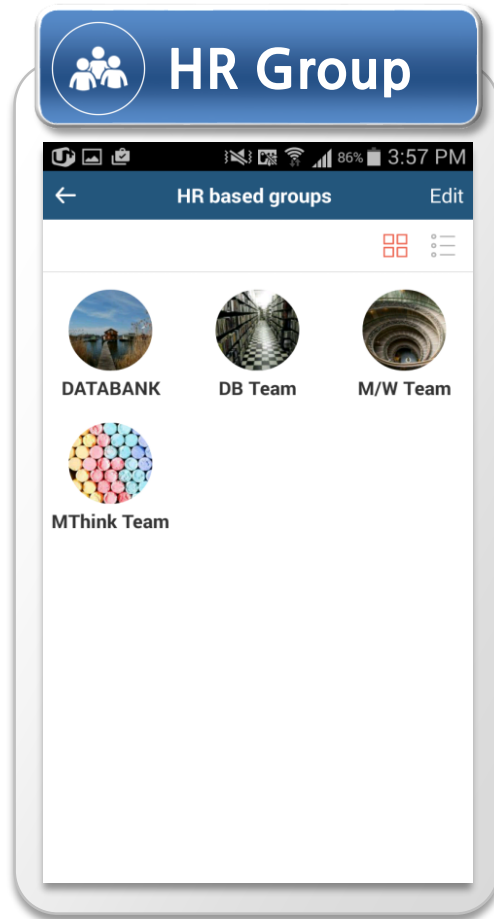 HR Group
86% 3:57 PM
HR based groups Edit
DATABANK DB Team M/W Team
MThink Team